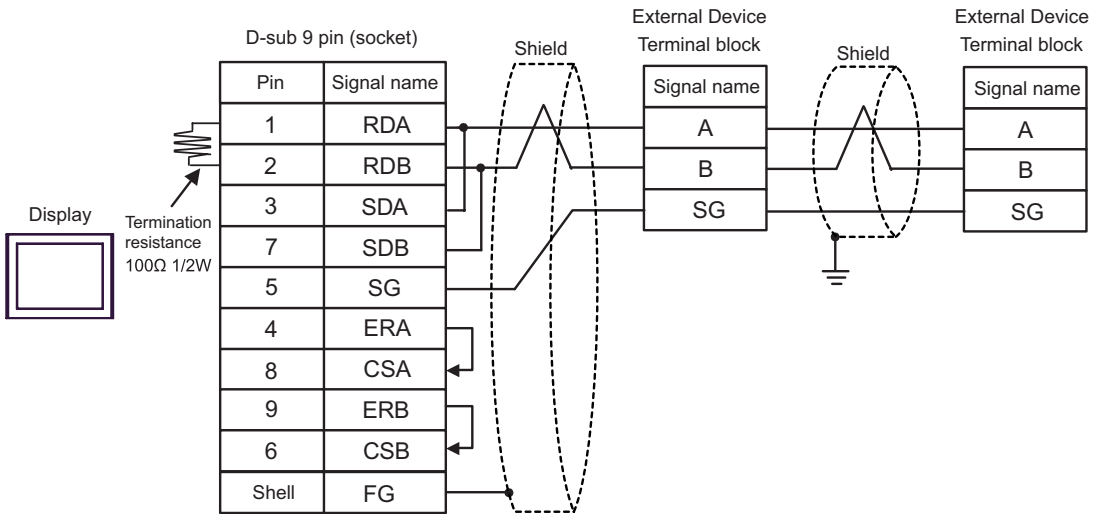 D-sub 9 pin (socket)
Pin Signal name
1 RDA
2 RDB
3 SDA
7 SDB
5 SG
4 ERA
8 CSA
9 ERB
6 CSB
Shell FG
Display
Termination
resistance
100Ω 1/2W
Shield
External Device
Terminal block
Signal name
A
B
SG
Shield
External Device
Terminal block
Signal name
A
B
SG